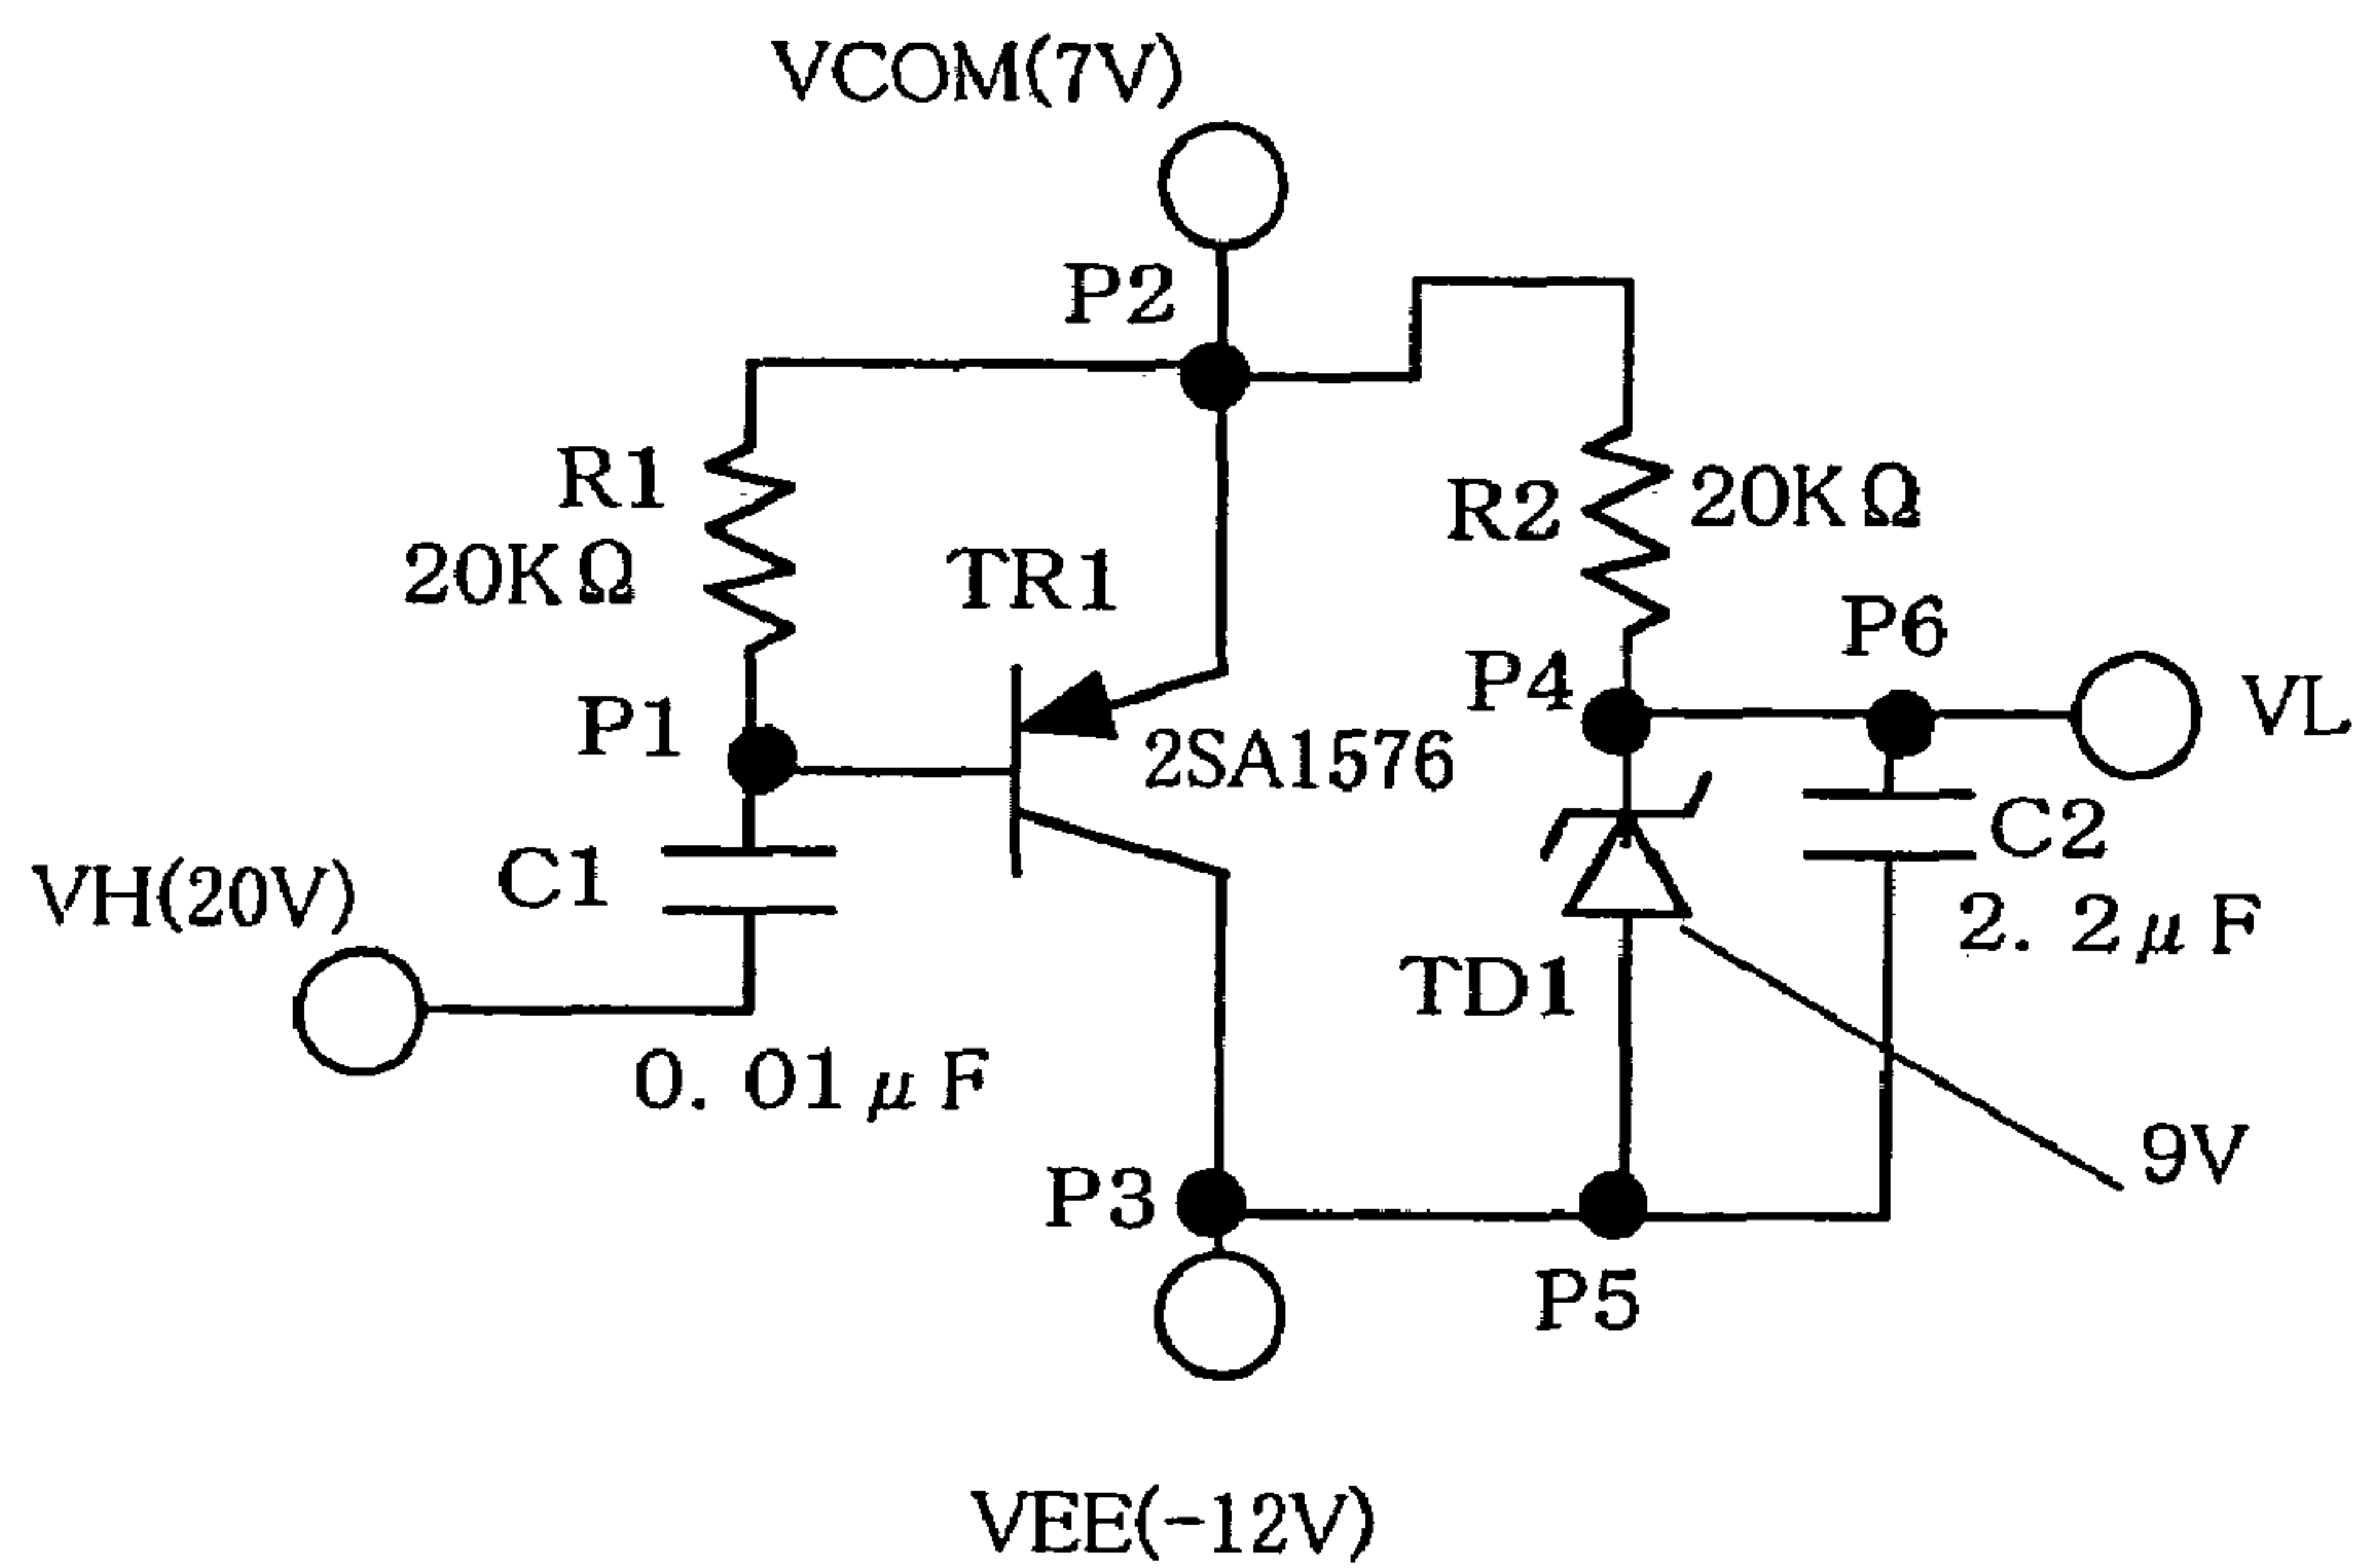 VCOM(7V)
P2
R1
20KΩ
TR1
R2
20KΩ
P6
P4
VL
P1
2SA1576
C1
C2
VH(20V)
2. 2μF
TD1
0. 01μF
9V
P3
P5
VEE(-12V)